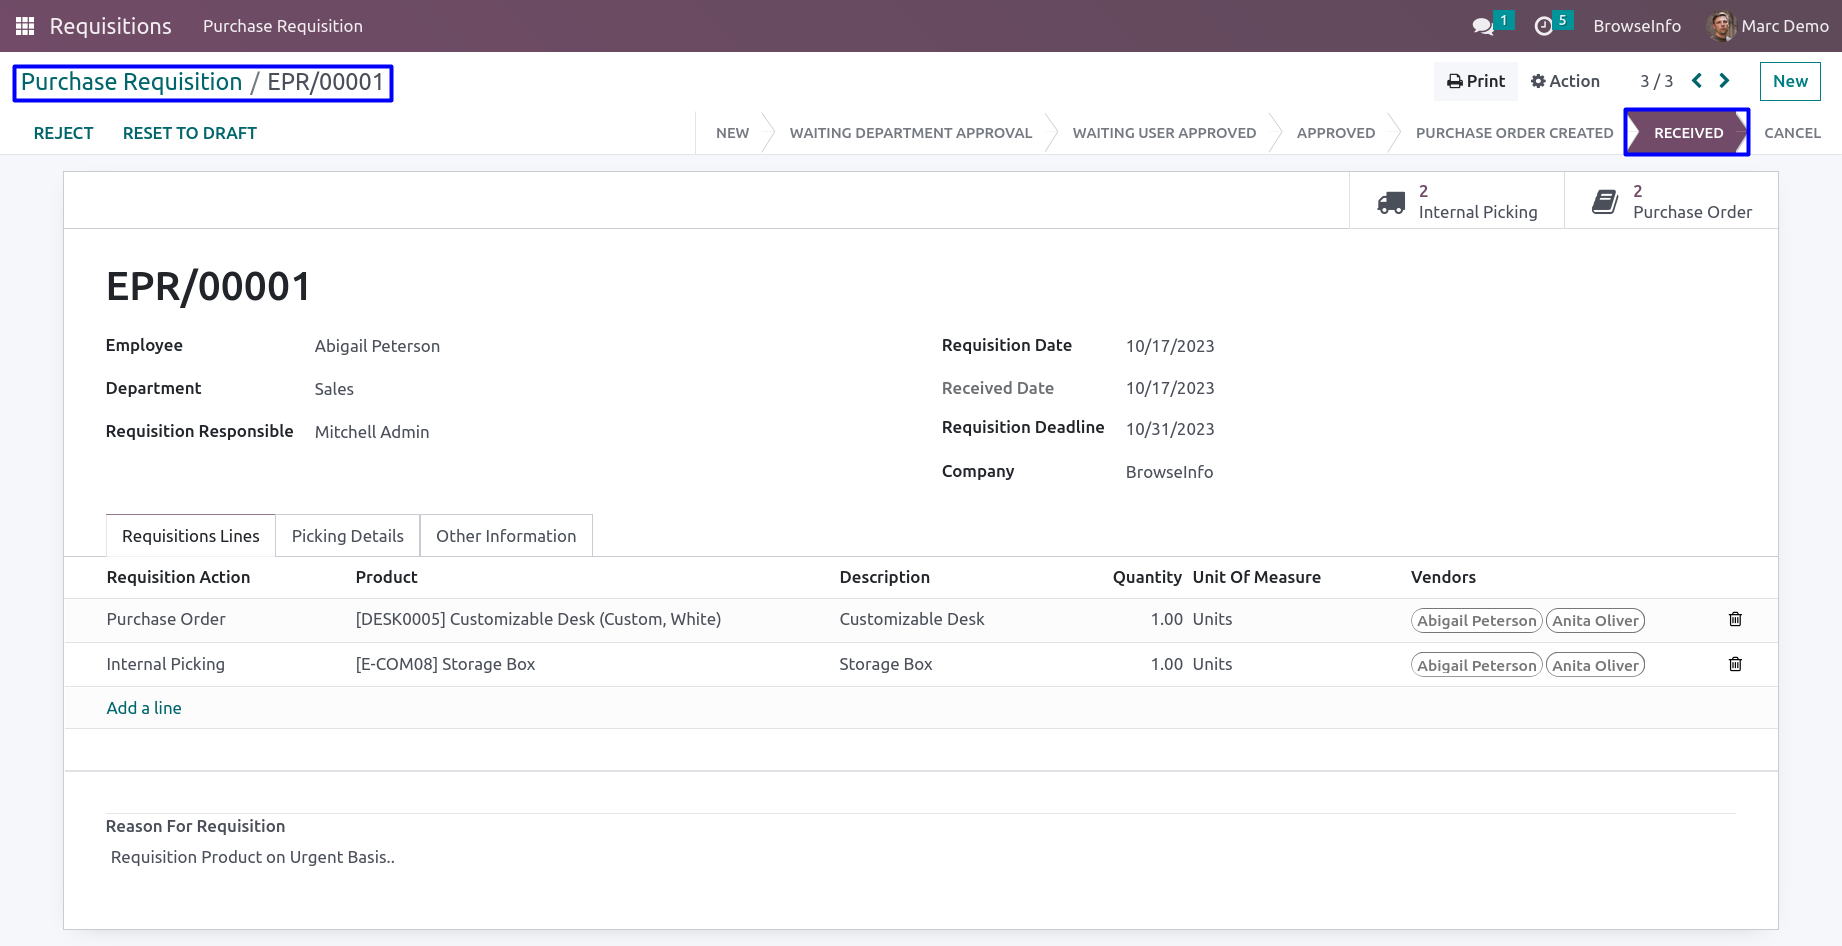 Requisitions Purchase Requisition 1 5 BrowseInfo Marc Demo
Purchase Requisition / EPR/00001 Print Action 3 / 3 New
REJECT RESET TO DRAFT NEW WAITING DEPARTMENT APPROVAL WAITING USER APPROVED APPROVED PURCHASE ORDER CREATED RECEIVED CANCEL
2 Internal Picking
2 Purchase Order
EPR/00001
Employee Abigail Peterson Requisition Date 10/17/2023
Department Sales Received Date 10/17/2023
Requisition Responsible Mitchell Admin Requisition Deadline 10/31/2023
Company BrowseInfo
Requisitions Lines Picking Details Other Information
Requisition Action Product Description Quantity Unit Of Measure Vendors
Purchase Order [DESK0005] Customizable Desk (Custom, White) Customizable Desk 1.00 Units Abigail Peterson Anita Oliver
Internal Picking [E-COM08] Storage Box Storage Box 1.00 Units Abigail Peterson Anita Oliver
Add a line
Reason For Requisition
Requisition Product on Urgent Basis..